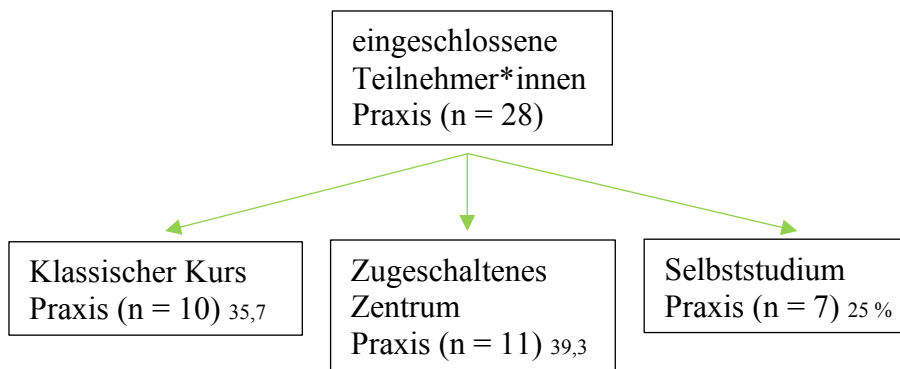 eingeschlossene
Teilnehmer*innen
Praxis (n = 28)
Klassischer Kurs
Praxis (n = 10) 35,7
Zugeschaltenes
Zentrum
Praxis (n = 11) 39,3
Selbststudium
Praxis (n = 7) 25 %